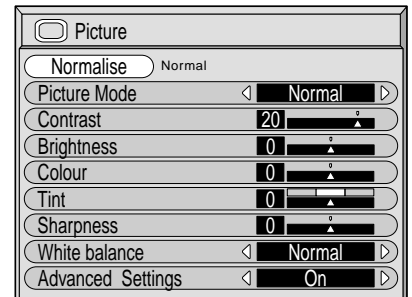 Picture
Normalise Normal
Picture Mode Normal
Contrast 20
Brightness 0
Colour 0
Tint 0
Sharpness 0
White balance Normal
Advanced Settings On